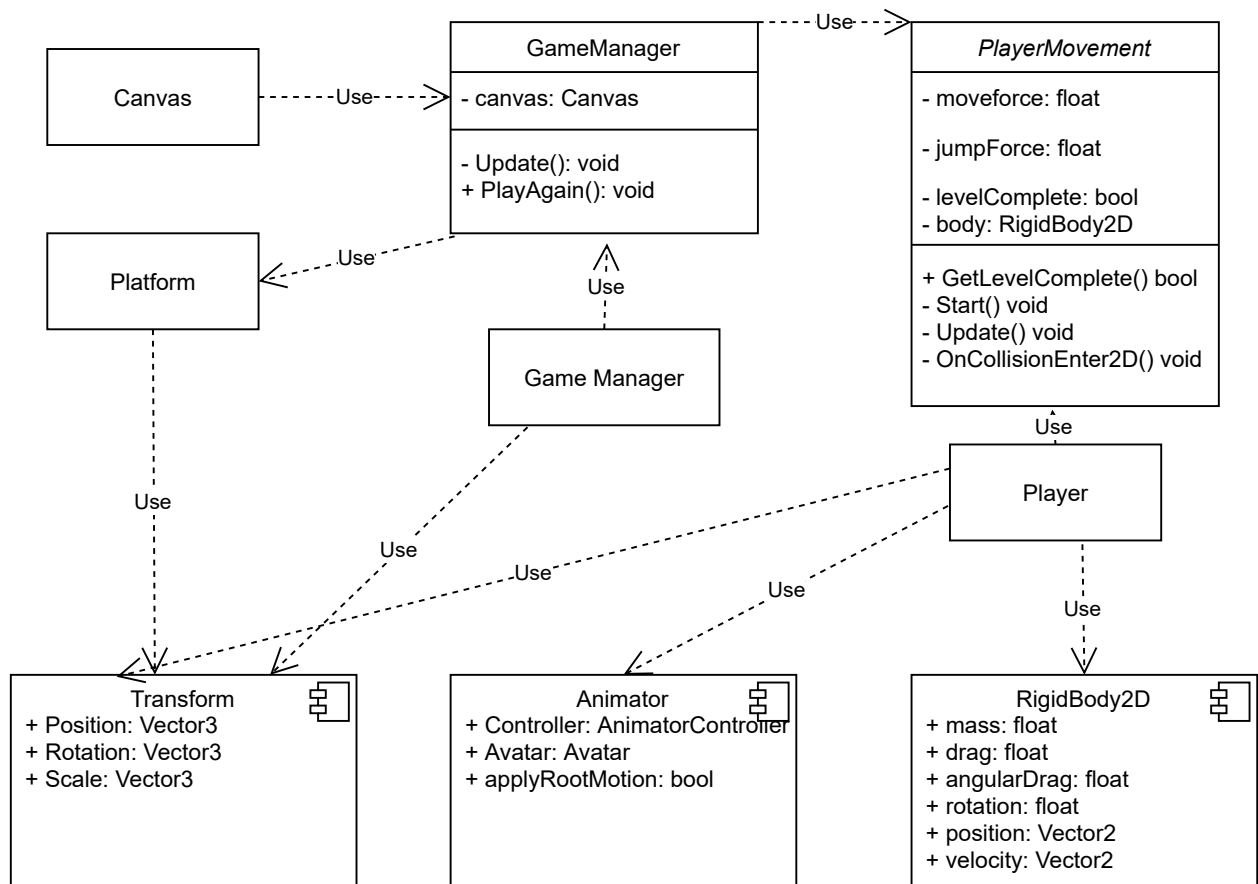 Canvas
Use
GameManager
- canvas: Canvas
- Update(): void
+ PlayAgain(): void
Use
PlayerMovement
- moveforce: float
- jumpForce: float
- levelComplete: bool
- body: RigidBody2D
+ GetLevelComplete() bool
- Start() void
- Update() void
- OnCollisionEnter2D() void
Platform
Use
Use
Game Manager
Use
Player
Use
Use
Use
Use
Use
Transform
+ Position: Vector3
+ Rotation: Vector3
+ Scale: Vector3
Animator
+ Controller: AnimatorController
+ Avatar: Avatar
+ applyRootMotion: bool
RigidBody2D
+ mass: float
+ drag: float
+ angularDrag: float
+ rotation: float
+ position: Vector2
+ velocity: Vector2